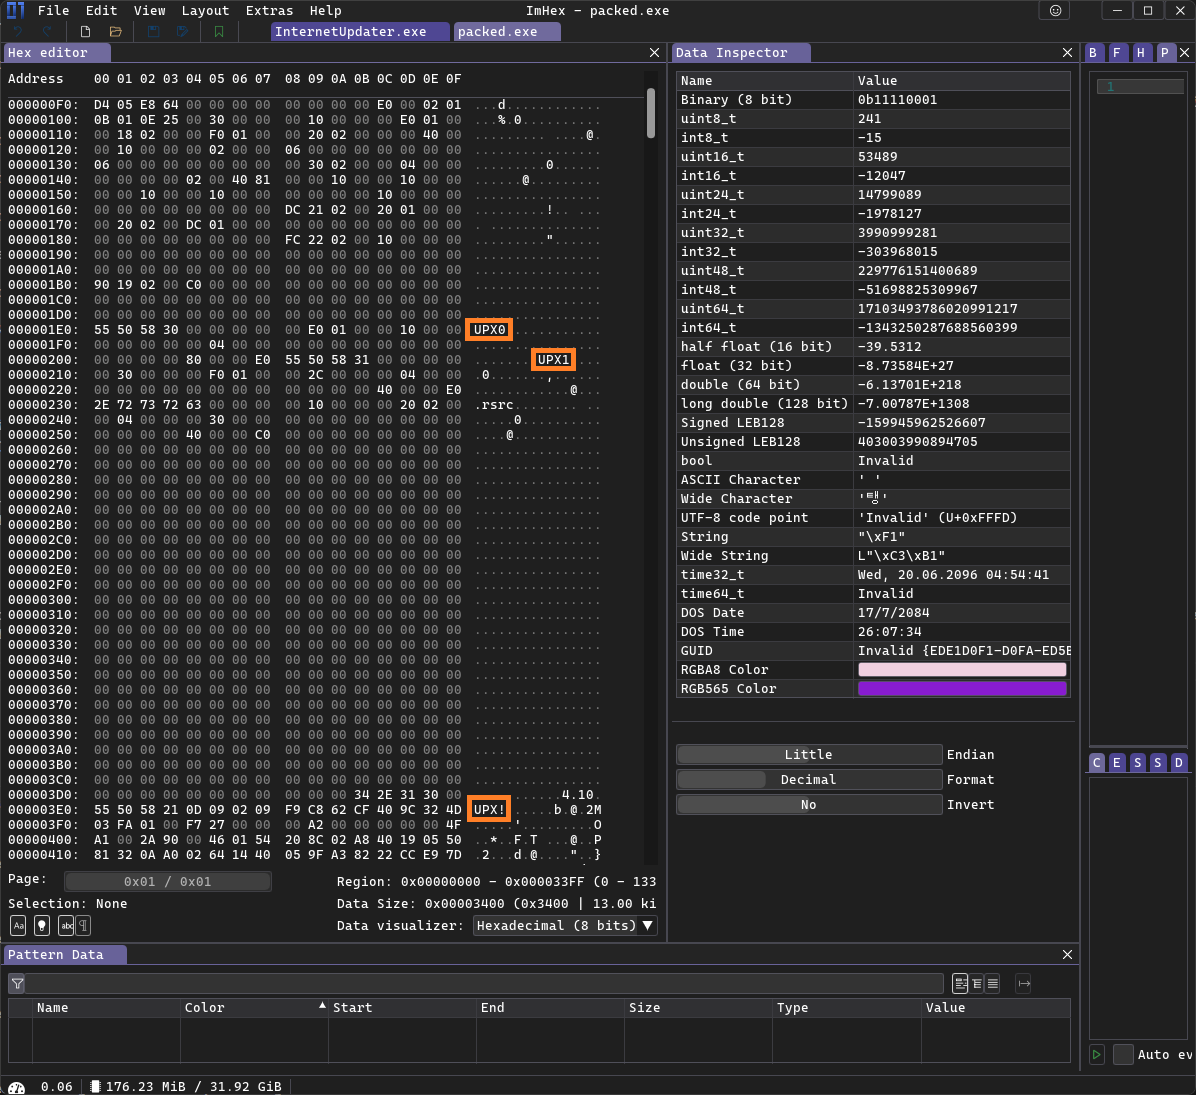 File Edit View Layout Extras Help ImHex - packed.exe
InternetUpdater.exe packed.exe
Hex editor
Address 00 01 02 03 04 05 06 07 08 09 0A 0B 0C 0D 0E 0F
000000F0: D4 05 E8 64 00 00 00 00 00 00 00 00 E0 00 02 01 ...d............
00000100: 0B 01 0E 25 00 30 00 00 00 10 00 00 00 E0 01 00 ...%.0..........
00000110: 00 18 02 00 00 F0 01 00 00 20 02 00 00 00 40 00 ......... ....@.
00000120: 00 10 00 00 00 02 00 00 06 00 00 00 00 00 00 00 ................
00000130: 06 00 00 00 00 00 00 00 00 30 02 00 00 04 00 00 .........0......
00000140: 00 00 00 00 02 00 40 81 00 00 10 00 00 10 00 00 ......@.........
00000150: 00 00 10 00 00 10 00 00 00 00 00 00 10 00 00 00 ................
00000160: 00 00 00 00 00 00 00 00 DC 21 02 00 20 01 00 00 .........!.. ...
00000170: 00 20 02 00 DC 01 00 00 00 00 00 00 00 00 00 00 . ..............
00000180: 00 00 00 00 00 00 00 00 FC 22 02 00 10 00 00 00 ........."......
00000190: 00 00 00 00 00 00 00 00 00 00 00 00 00 00 00 00 ................
000001A0: 00 00 00 00 00 00 00 00 00 00 00 00 00 00 00 00 ................
000001B0: 90 19 02 00 C0 00 00 00 00 00 00 00 00 00 00 00 ................
000001C0: 00 00 00 00 00 00 00 00 00 00 00 00 00 00 00 00 ................
000001D0: 00 00 00 00 00 00 00 00 00 00 00 00 00 00 00 00 ................
000001E0: 55 50 58 30 00 00 00 00 00 E0 01 00 00 10 00 00 UPX0............
000001F0: 00 00 00 00 00 04 00 00 00 00 00 00 00 00 00 00 ................
00000200: 00 00 00 00 80 00 00 E0 55 50 58 31 00 00 00 00 ........UPX1....
00000210: 00 30 00 00 00 F0 01 00 00 2C 00 00 00 04 00 00 .0.......,......
00000220: 00 00 00 00 00 00 00 00 00 00 00 00 40 00 00 E0 ............@...
00000230: 2E 72 73 72 63 00 00 00 00 10 00 00 00 20 02 00 .rsrc........ ..
00000240: 00 04 00 00 00 30 00 00 00 00 00 00 00 00 00 00 .....0..........
00000250: 00 00 00 00 40 00 00 C0 00 00 00 00 00 00 00 00 ....@...........
00000260: 00 00 00 00 00 00 00 00 00 00 00 00 00 00 00 00 ................
00000270: 00 00 00 00 00 00 00 00 00 00 00 00 00 00 00 00 ................
00000280: 00 00 00 00 00 00 00 00 00 00 00 00 00 00 00 00 ................
00000290: 00 00 00 00 00 00 00 00 00 00 00 00 00 00 00 00 ................
000002A0: 00 00 00 00 00 00 00 00 00 00 00 00 00 00 00 00 ................
000002B0: 00 00 00 00 00 00 00 00 00 00 00 00 00 00 00 00 ................
000002C0: 00 00 00 00 00 00 00 00 00 00 00 00 00 00 00 00 ................
000002D0: 00 00 00 00 00 00 00 00 00 00 00 00 00 00 00 00 ................
000002E0: 00 00 00 00 00 00 00 00 00 00 00 00 00 00 00 00 ................
000002F0: 00 00 00 00 00 00 00 00 00 00 00 00 00 00 00 00 ................
00000300: 00 00 00 00 00 00 00 00 00 00 00 00 00 00 00 00 ................
00000310: 00 00 00 00 00 00 00 00 00 00 00 00 00 00 00 00 ................
00000320: 00 00 00 00 00 00 00 00 00 00 00 00 00 00 00 00 ................
00000330: 00 00 00 00 00 00 00 00 00 00 00 00 00 00 00 00 ................
00000340: 00 00 00 00 00 00 00 00 00 00 00 00 00 00 00 00 ................
00000350: 00 00 00 00 00 00 00 00 00 00 00 00 00 00 00 00 ................
00000360: 00 00 00 00 00 00 00 00 00 00 00 00 00 00 00 00 ................
00000370: 00 00 00 00 00 00 00 00 00 00 00 00 00 00 00 00 ................
00000380: 00 00 00 00 00 00 00 00 00 00 00 00 00 00 00 00 ................
00000390: 00 00 00 00 00 00 00 00 00 00 00 00 00 00 00 00 ................
000003A0: 00 00 00 00 00 00 00 00 00 00 00 00 00 00 00 00 ................
000003B0: 00 00 00 00 00 00 00 00 00 00 00 00 00 00 00 00 ................
000003C0: 00 00 00 00 00 00 00 00 00 00 00 00 00 00 00 00 ................
000003D0: 00 00 00 00 00 00 00 00 00 00 00 34 2E 31 30 00 ...........4.10.
000003E0: 55 50 58 21 0D 09 02 09 F9 C8 62 CF 40 9C 32 4D UPX!......b.@.2M
000003F0: 03 FA 01 00 F7 27 00 00 00 A2 00 00 00 00 00 4F .....'.........O
00000400: A1 00 2A 90 00 46 01 54 20 8C 02 A8 40 19 05 50 ..*..F.T ...@..P
00000410: 81 32 0A A0 02 64 14 40 05 9F A3 82 22 CC E9 7D .2...d.@...."..}
Page: 0x01 / 0x01 Region: 0x00000000 - 0x000033FF (0 - 133
Selection: None Data Size: 0x00003400 (0x3400 | 13.00 ki
Aa abc ¶ Data visualizer: Hexadecimal (8 bits)
Data Inspector
Name Value
Binary (8 bit) 0b11110001
uint8_t 241
int8_t -15
uint16_t 53489
int16_t -12047
uint24_t 14799089
int24_t -1978127
uint32_t 3990999281
int32_t -303968015
uint48_t 229776151400689
int48_t -51698825309967
uint64_t 17103493786020991217
int64_t -1343250287688560399
half float (16 bit) -39.5312
float (32 bit) -8.73584E+27
double (64 bit) -6.13701E+218
long double (128 bit) -7.00787E+1308
Signed LEB128 -159945962526607
Unsigned LEB128 403003990894705
bool Invalid
ASCII Character ' '
Wide Character '탱'
UTF-8 code point 'Invalid' (U+0xFFFD)
String "\xF1"
Wide String L"\xC3\xB1"
time32_t Wed, 20.06.2096 04:54:41
time64_t Invalid
DOS Date 17/7/2084
DOS Time 26:07:34
GUID Invalid {EDE1D0F1-D0FA-ED5E
RGBA8 Color
RGB565 Color
Little Endian
Decimal Format
No Invert
B F H P
1
C E S S D
Auto ev
Pattern Data
Name Color Start End Size Type Value
0.06 176.23 MiB / 31.92 GiB